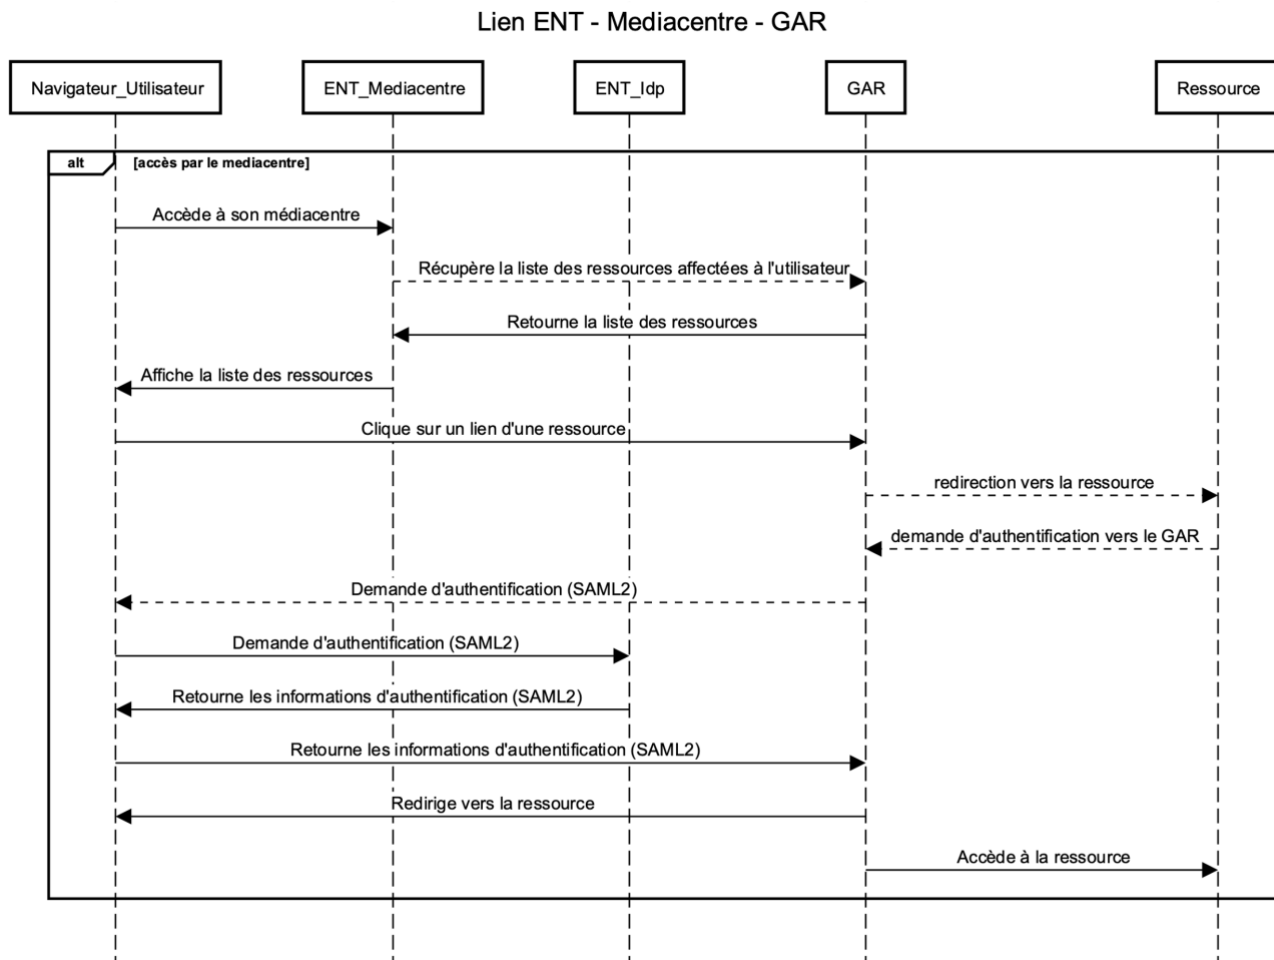 Lien ENT - Mediacentre - GAR
Navigateur_Utilisateur
ENT_Mediacentre
ENT_Idp
GAR
Ressource
alt
[accès par le mediacentre]
Accède à son médiacentre
Récupère la liste des ressources affectées à l'utilisateur
Retourne la liste des ressources
Affiche la liste des ressources
Clique sur un lien d'une ressource
redirection vers la ressource
demande d'authentification vers le GAR
Demande d'authentification (SAML2)
Demande d'authentification (SAML2)
Retourne les informations d'authentification (SAML2)
Retourne les informations d'authentification (SAML2)
Redirige vers la ressource
Accède à la ressource